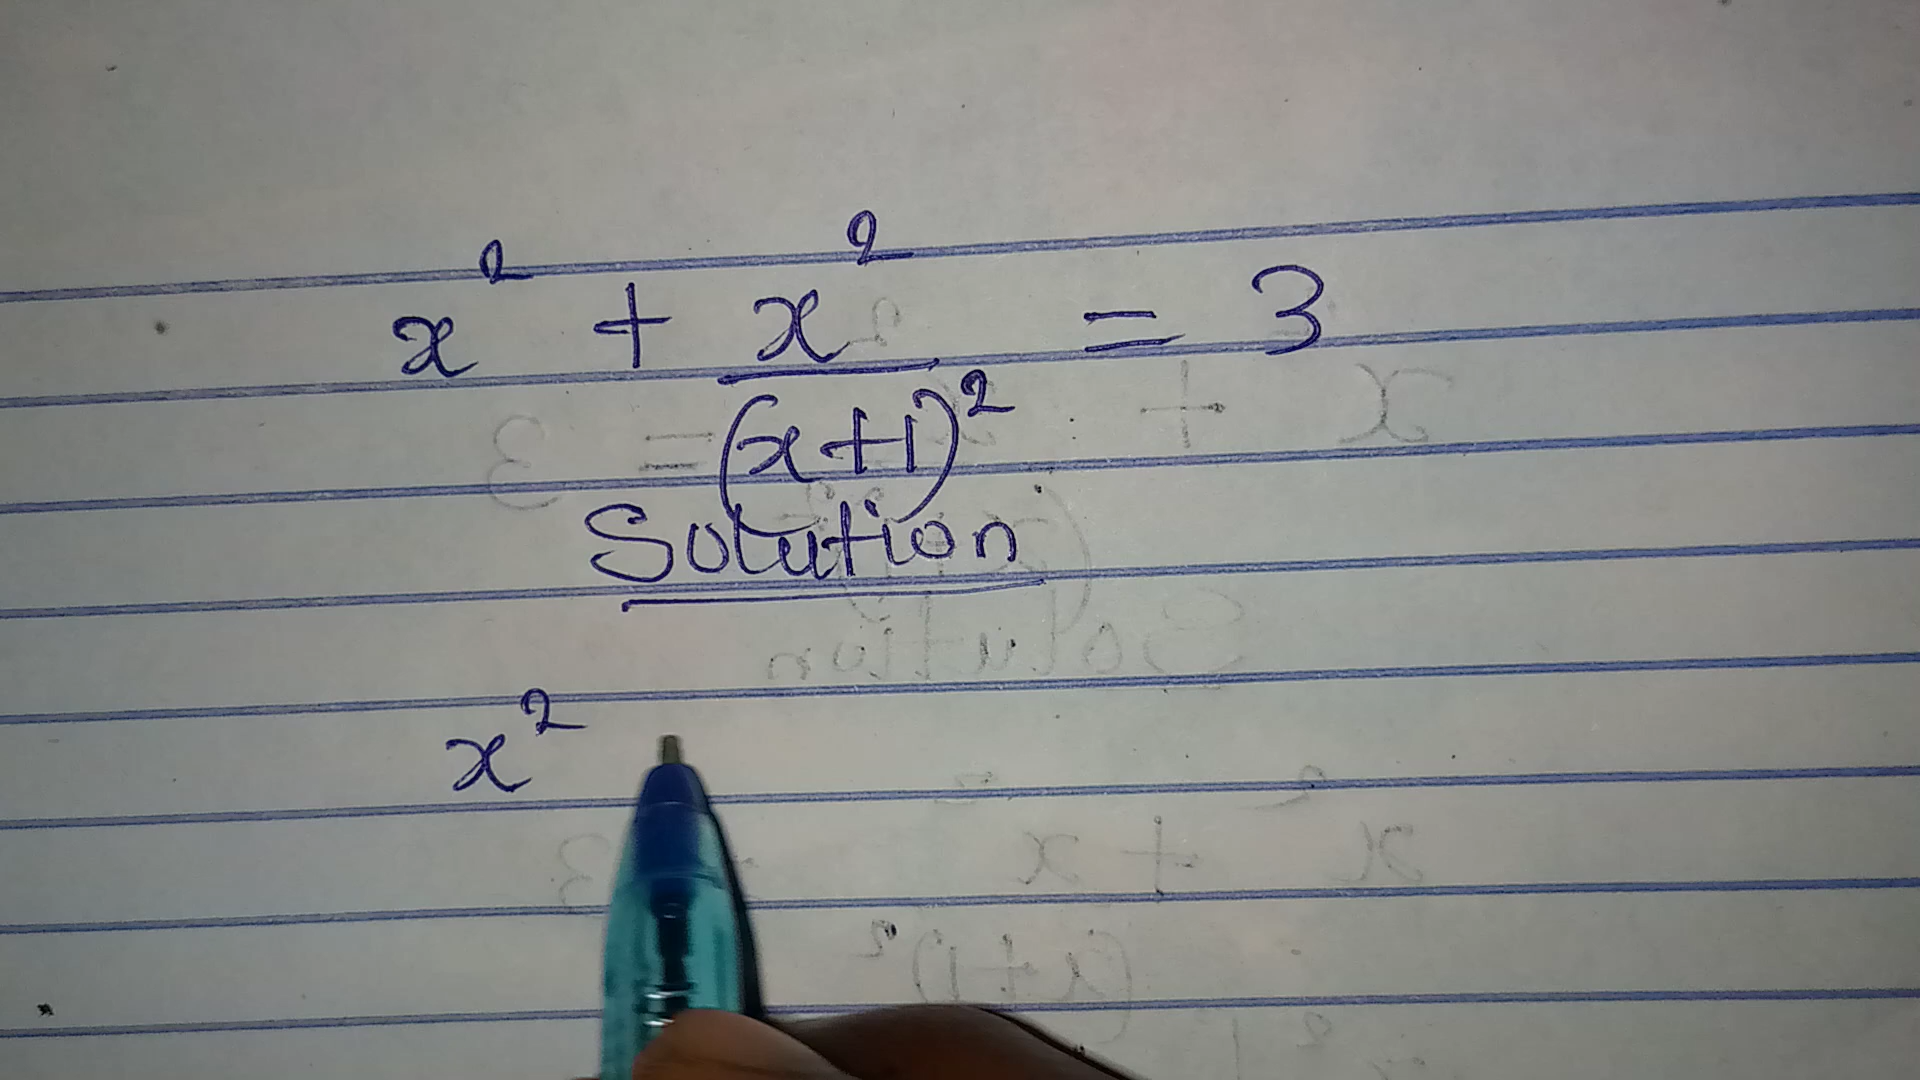 x² + x²/(x+1)² = 3
Solution
x²